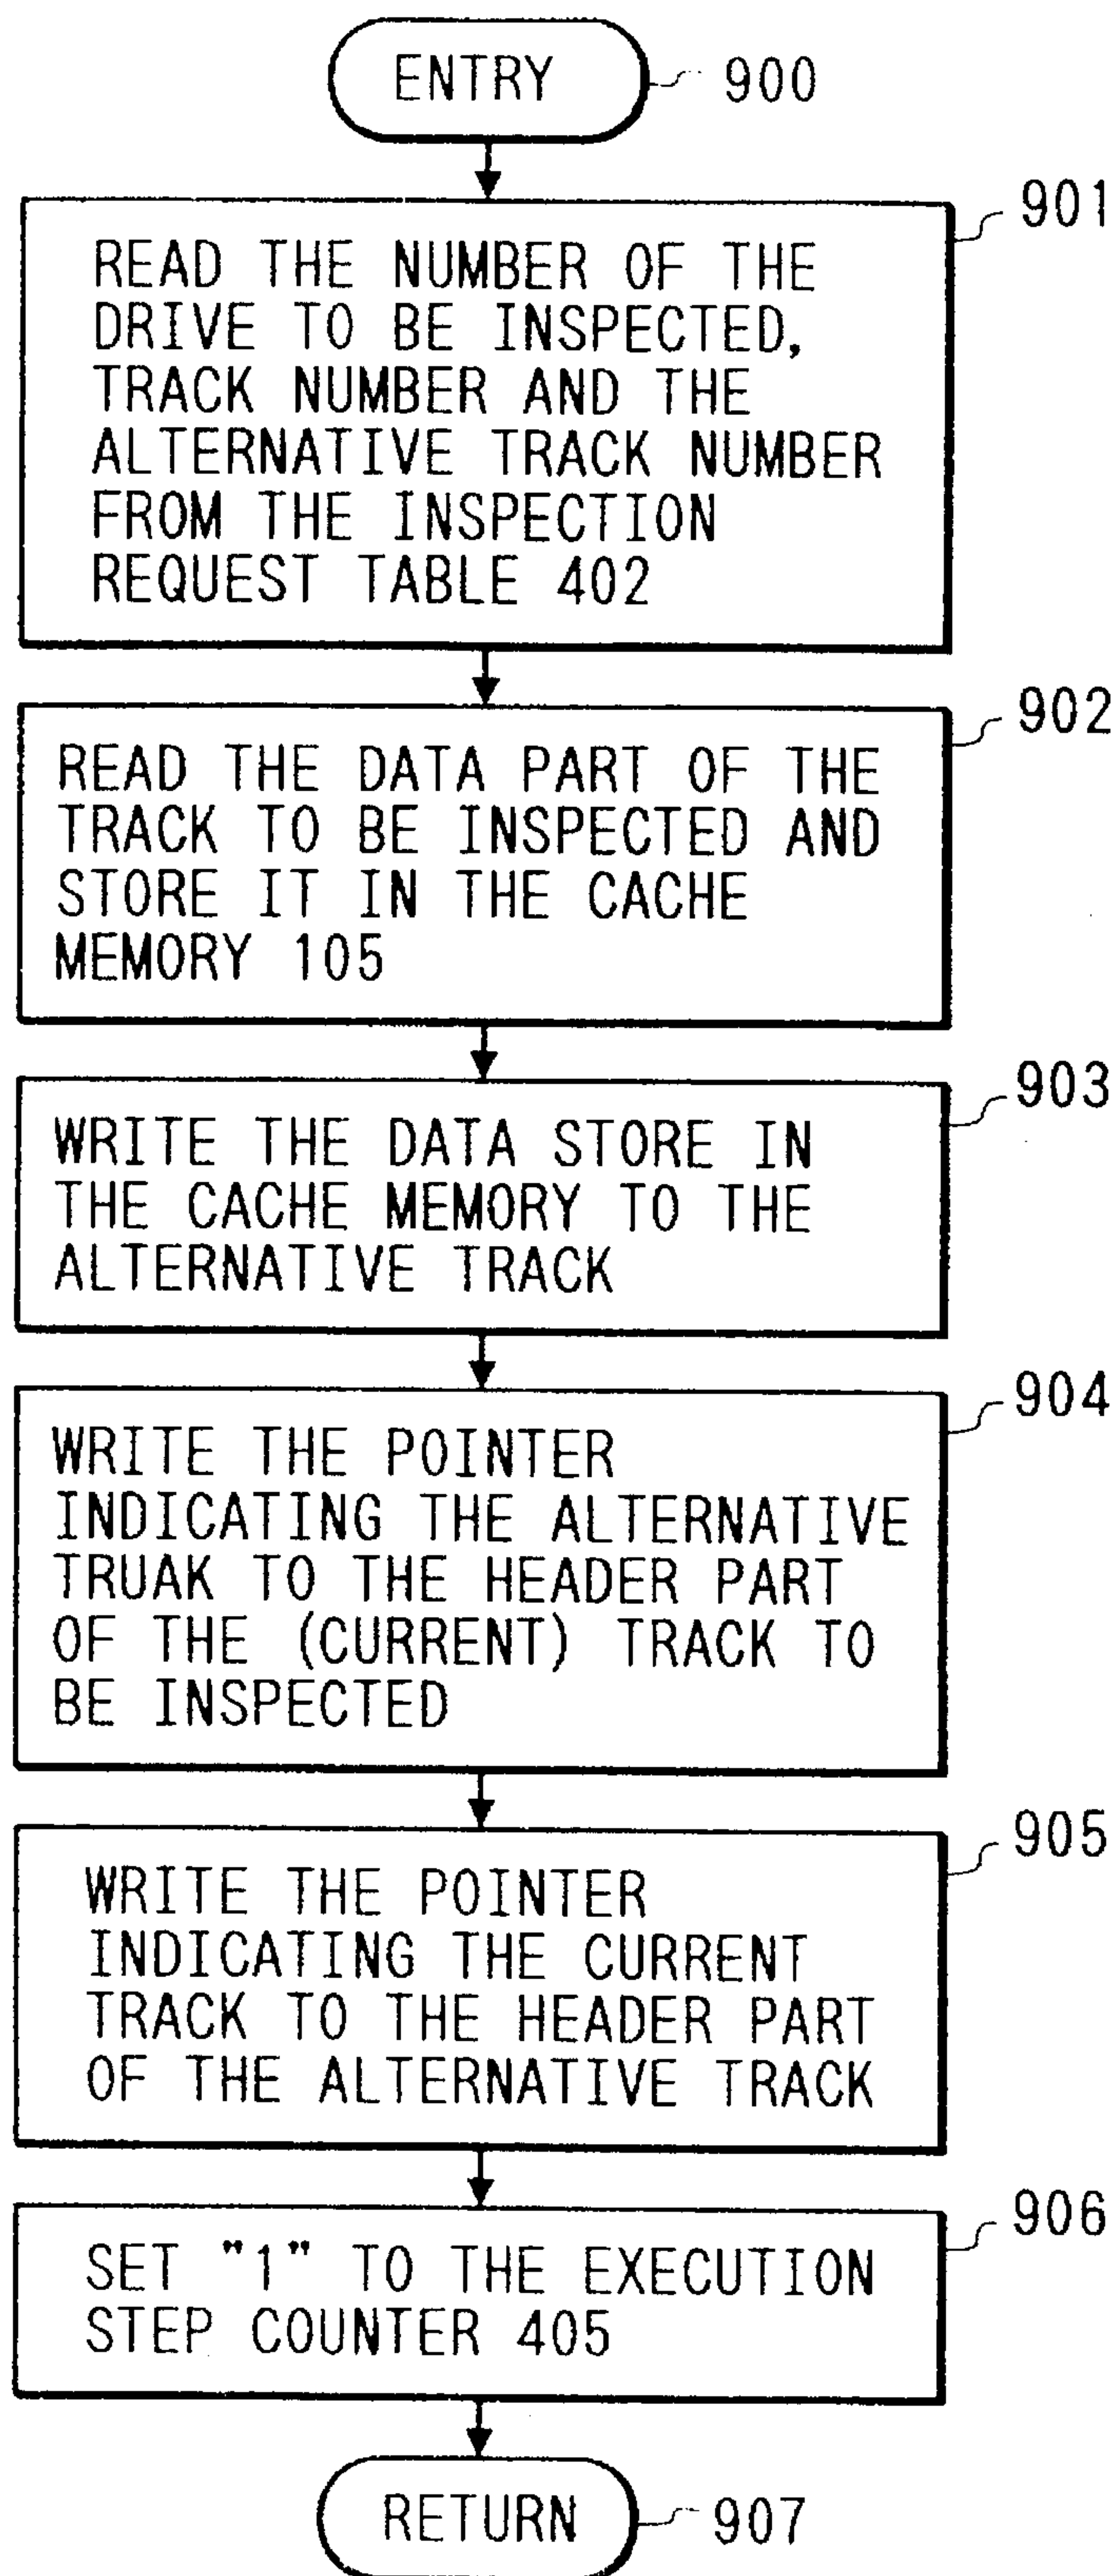 ENTRY
900
901
READ THE NUMBER OF THE
DRIVE TO BE INSPECTED,
TRACK NUMBER AND THE
ALTERNATIVE TRACK NUMBER
FROM THE INSPECTION
REQUEST TABLE 402
902
READ THE DATA PART OF THE
TRACK TO BE INSPECTED AND
STORE IT IN THE CACHE
MEMORY 105
903
WRITE THE DATA STORE IN
THE CACHE MEMORY TO THE
ALTERNATIVE TRACK
904
WRITE THE POINTER
INDICATING THE ALTERNATIVE
TRUAK TO THE HEADER PART
OF THE (CURRENT) TRACK TO
BE INSPECTED
905
WRITE THE POINTER
INDICATING THE CURRENT
TRACK TO THE HEADER PART
OF THE ALTERNATIVE TRACK
906
SET "1" TO THE EXECUTION
STEP COUNTER 405
RETURN
907